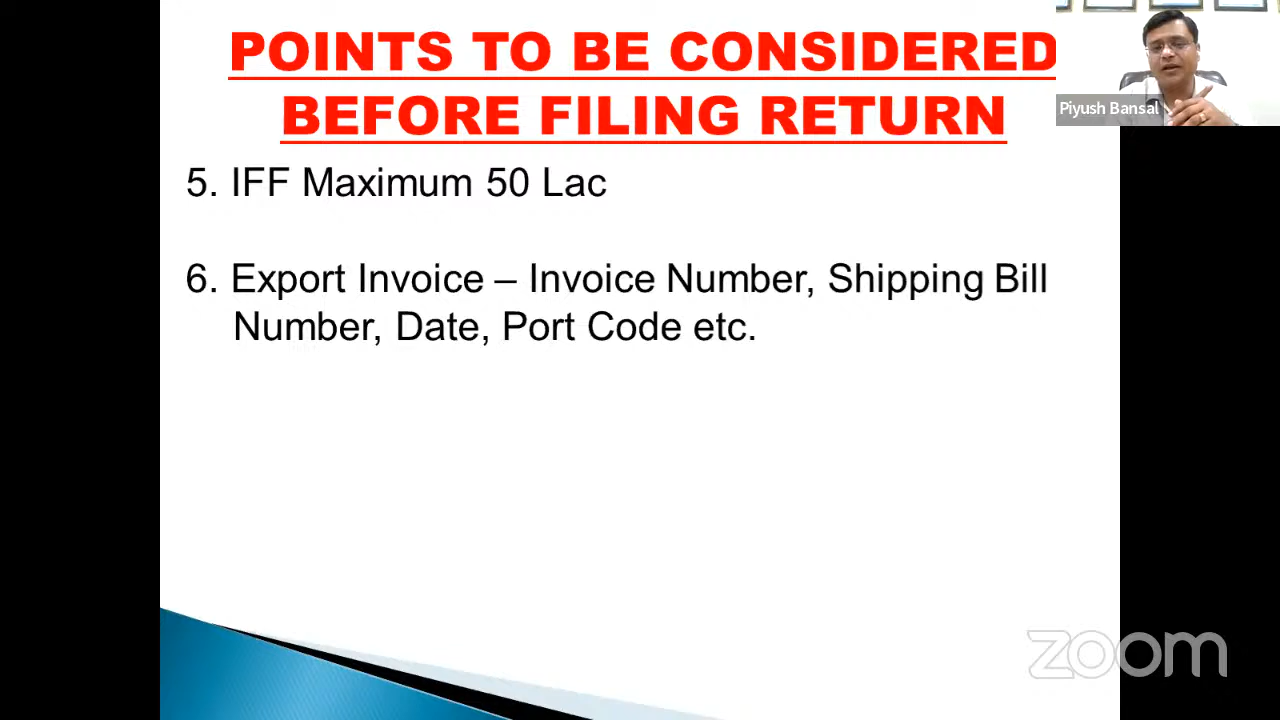 POINTS TO BE CONSIDERED
BEFORE FILING RETURN
Piyush Bansal
5. IFF Maximum 50 Lac
6. Export Invoice – Invoice Number, Shipping Bill
Number, Date, Port Code etc.
zoom